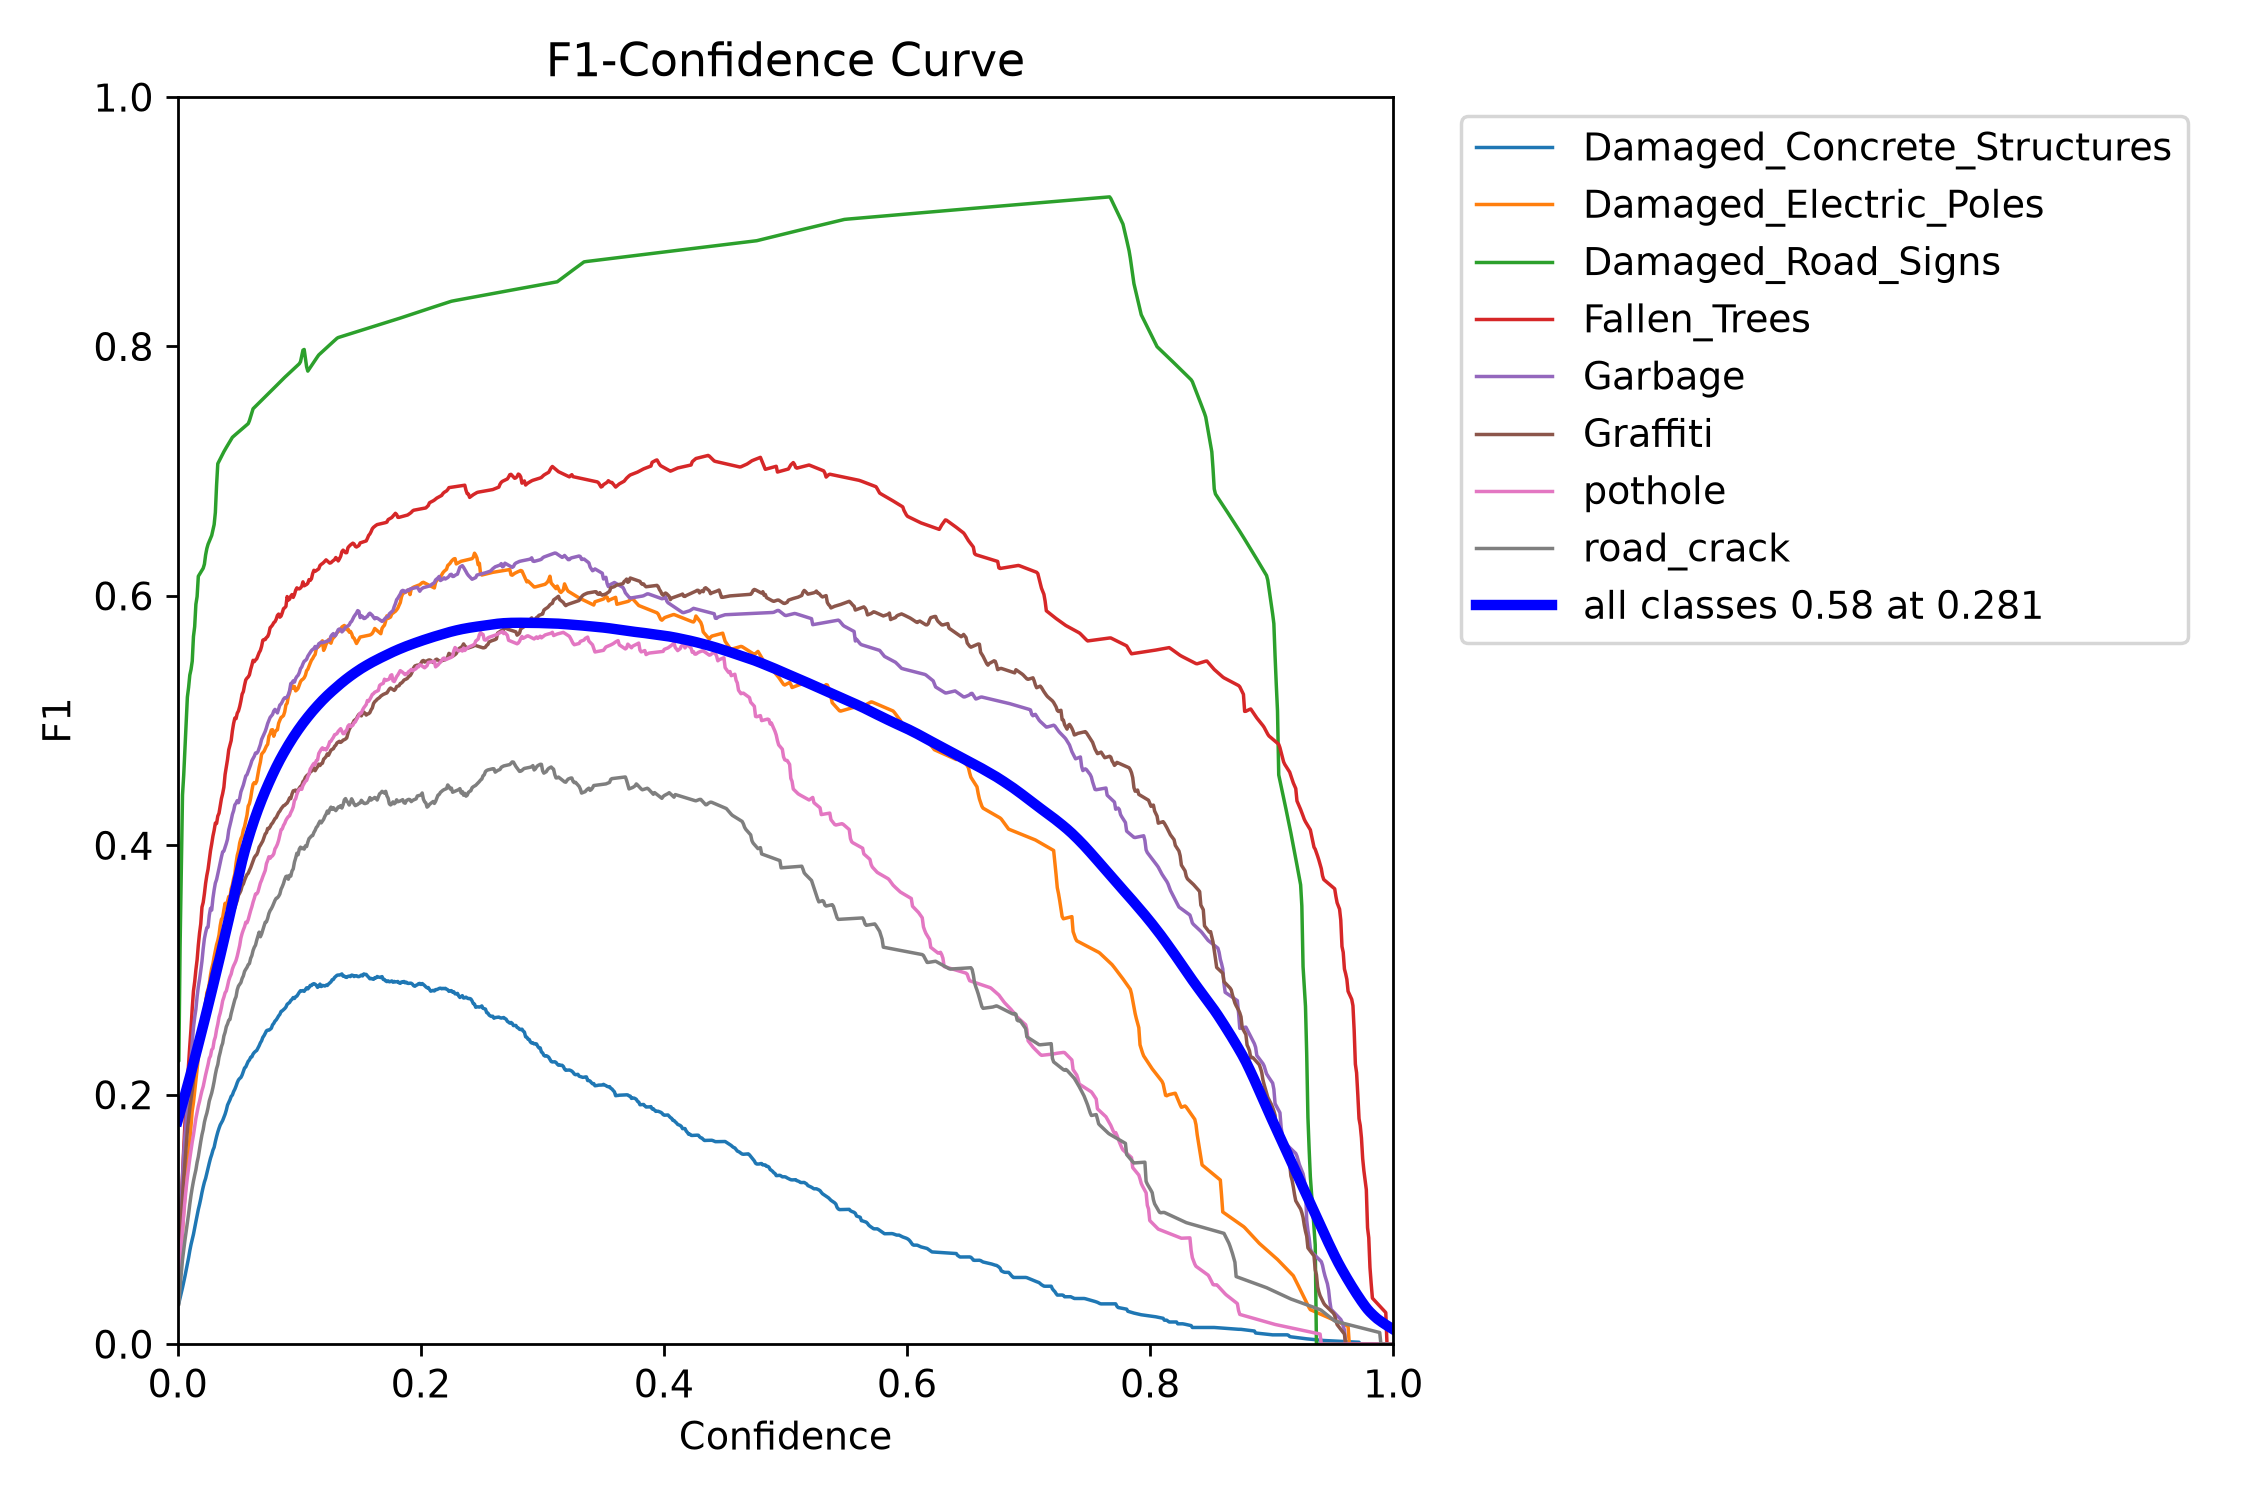 F1-Confidence Curve
1.0
0.8
0.6
0.4
0.2
0.0
F1
0.0 0.2 0.4 0.6 0.8 1.0
Confidence
Damaged_Concrete_Structures
Damaged_Electric_Poles
Damaged_Road_Signs
Fallen_Trees
Garbage
Graffiti
pothole
road_crack
all classes 0.58 at 0.281